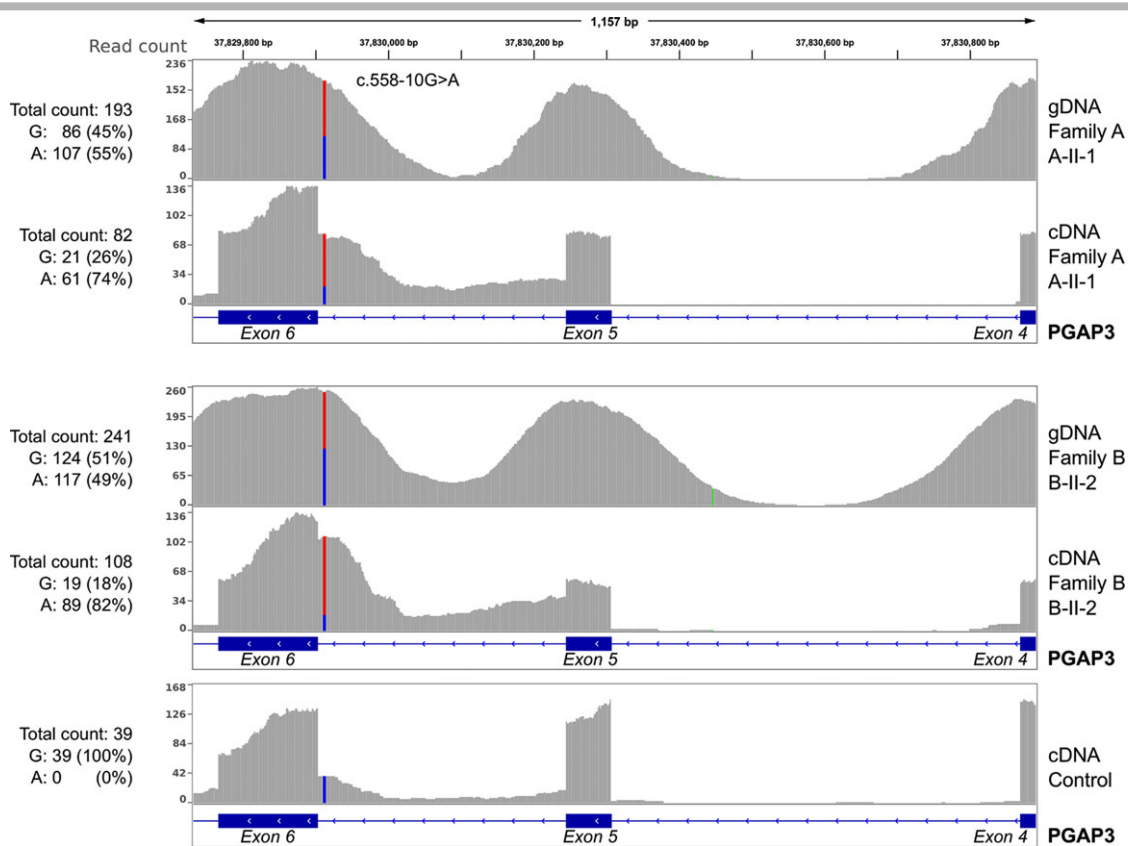 1,157 bp
Read count
37,829,800 bp 37,830,000 bp 37,830,200 bp 37,830,400 bp 37,830,600 bp 37,830,800 bp
c.558-10G>A
Total count: 193
G: 86 (45%)
A: 107 (55%)
236
152
168
84
0
gDNA
Family A
A-II-1
Total count: 82
G: 21 (26%)
A: 61 (74%)
136
102
68
34
0
cDNA
Family A
A-II-1
Exon 6 Exon 5 Exon 4 PGAP3
Total count: 241
G: 124 (51%)
A: 117 (49%)
260
195
130
65
0
gDNA
Family B
B-II-2
Total count: 108
G: 19 (18%)
A: 89 (82%)
136
102
68
34
0
cDNA
Family B
B-II-2
Exon 6 Exon 5 Exon 4 PGAP3
Total count: 39
G: 39 (100%)
A: 0 (0%)
168
126
84
42
0
cDNA
Control
Exon 6 Exon 5 Exon 4 PGAP3